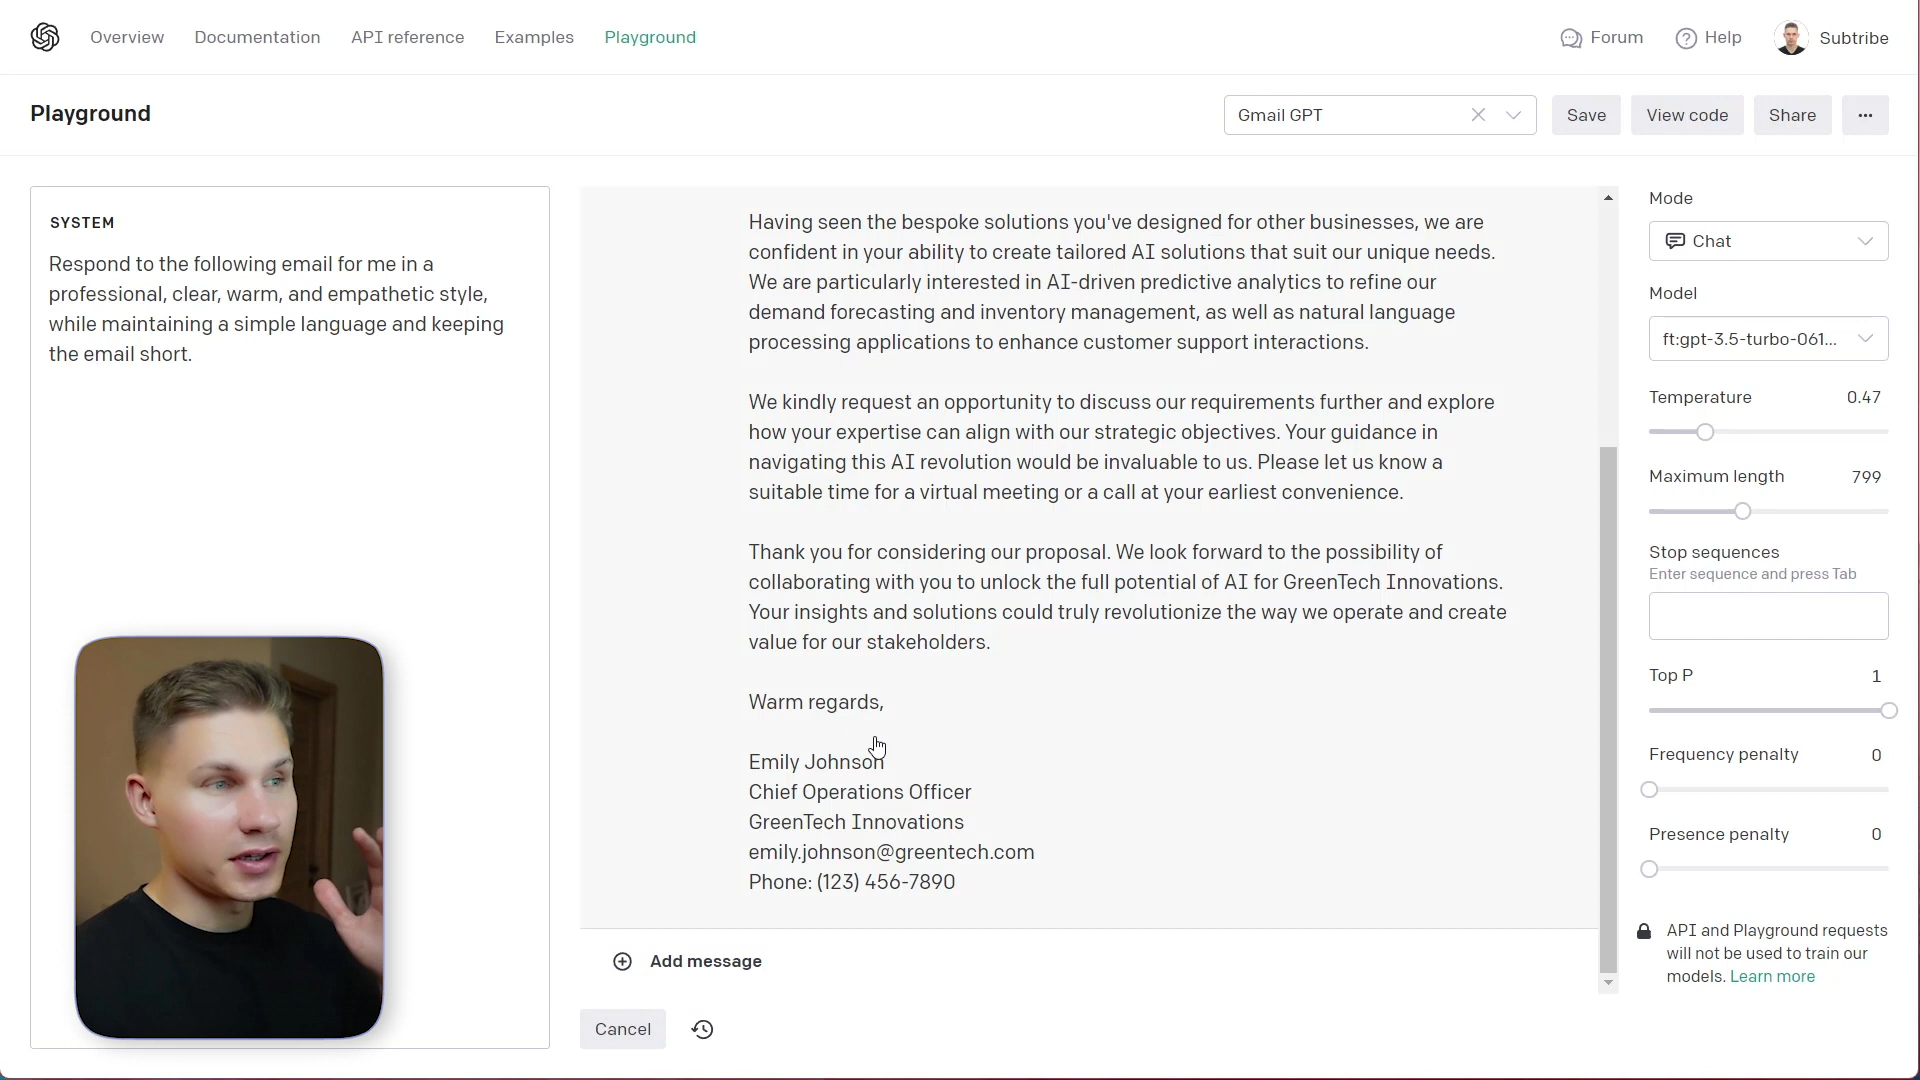 Overview Documentation API reference Examples Playground
Forum Help Subtribe
Playground
Gmail GPT
Save View code Share ...
SYSTEM
Respond to the following email for me in a
professional, clear, warm, and empathetic style,
while maintaining a simple language and keeping
the email short.
Having seen the bespoke solutions you've designed for other businesses, we are
confident in your ability to create tailored AI solutions that suit our unique needs.
We are particularly interested in AI-driven predictive analytics to refine our
demand forecasting and inventory management, as well as natural language
processing applications to enhance customer support interactions.
We kindly request an opportunity to discuss our requirements further and explore
how your expertise can align with our strategic objectives. Your guidance in
navigating this AI revolution would be invaluable to us. Please let us know a
suitable time for a virtual meeting or a call at your earliest convenience.
Thank you for considering our proposal. We look forward to the possibility of
collaborating with you to unlock the full potential of AI for GreenTech Innovations.
Your insights and solutions could truly revolutionize the way we operate and create
value for our stakeholders.
Warm regards,
Emily Johnson
Chief Operations Officer
GreenTech Innovations
emily.johnson@greentech.com
Phone: (123) 456-7890
Add message
Cancel
Mode
Chat
Model
ft:gpt-3.5-turbo-061...
Temperature 0.47
Maximum length 799
Stop sequences
Enter sequence and press Tab
Top P 1
Frequency penalty 0
Presence penalty 0
API and Playground requests
will not be used to train our
models. Learn more